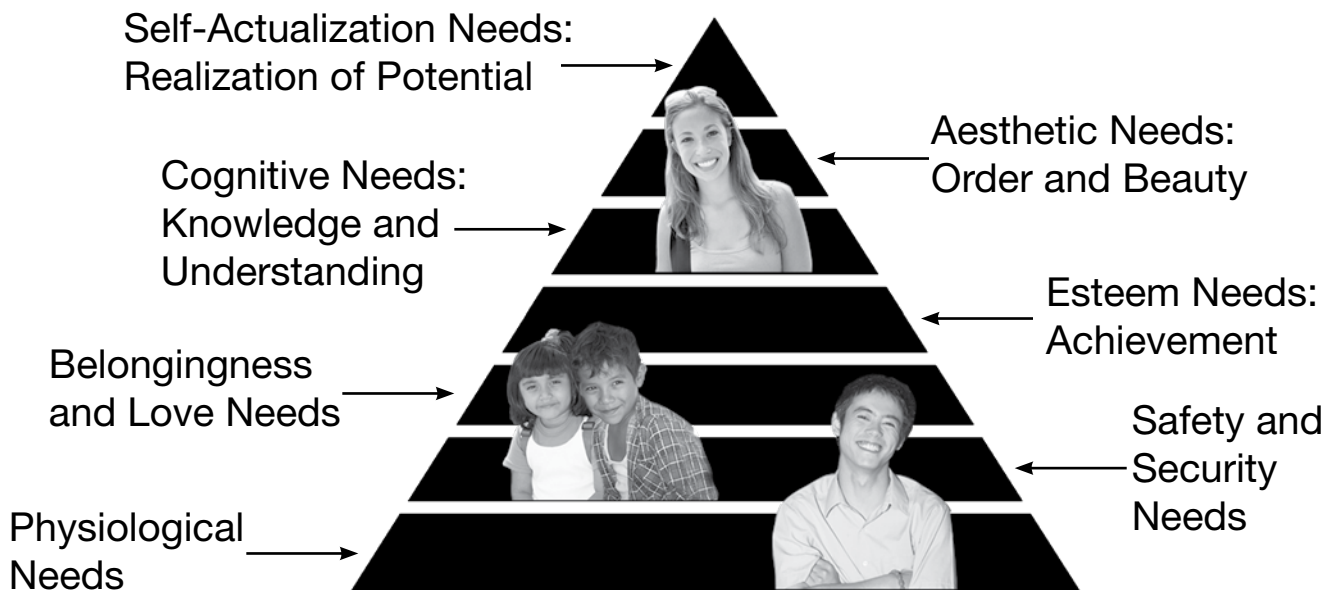 Self-Actualization Needs:
Realization of Potential
Aesthetic Needs:
Order and Beauty
Cognitive Needs:
Knowledge and
Understanding
Esteem Needs:
Achievement
Belongingness
and Love Needs
Safety and
Security
Needs
Physiological
Needs